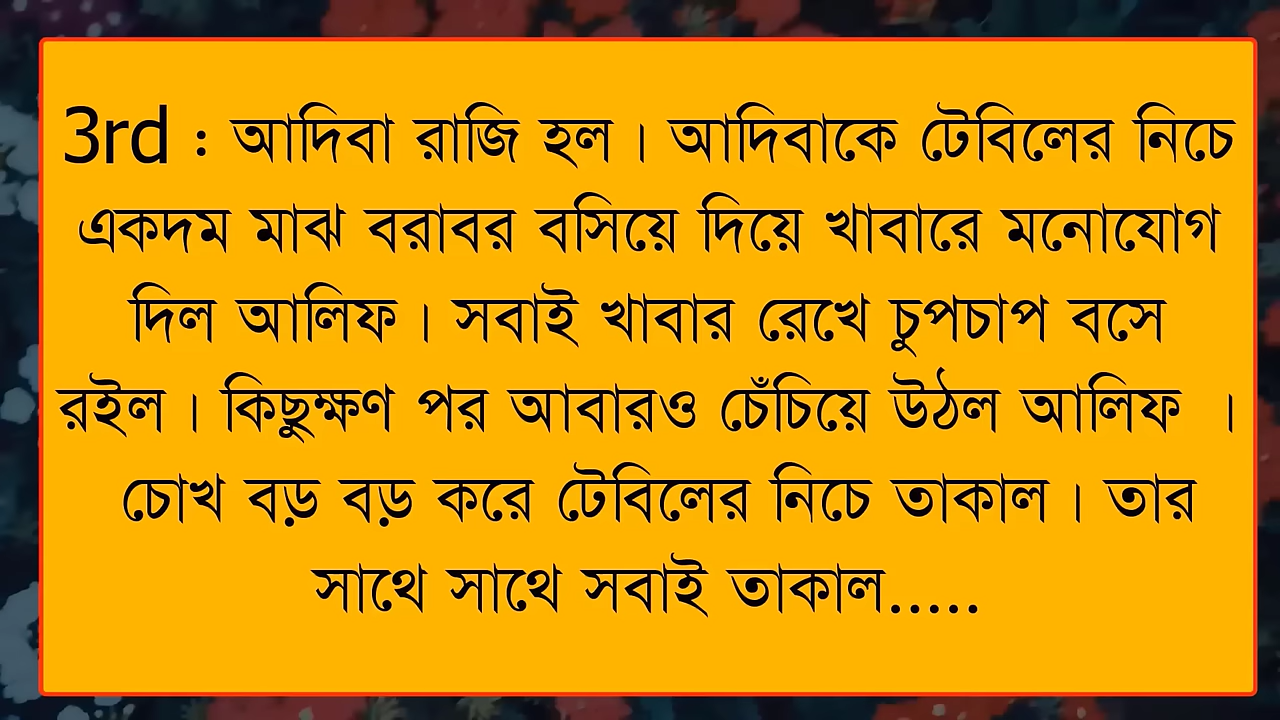 3rd : আদিবা রাজি হল । আদিবাকে টেবিলের নিচে
একদম মাঝ বরাবর বসিয়ে দিয়ে খাবারে মনোযোগ
দিল আলিফ । সবাই খাবার রেখে চুপচাপ বসে
রইল । কিছুক্ষণ পর আবারও চেঁচিয়ে উঠল আলিফ ।
চোখ বড় বড় করে টেবিলের নিচে তাকাল । তার
সাথে সাথে সবাই তাকাল.....